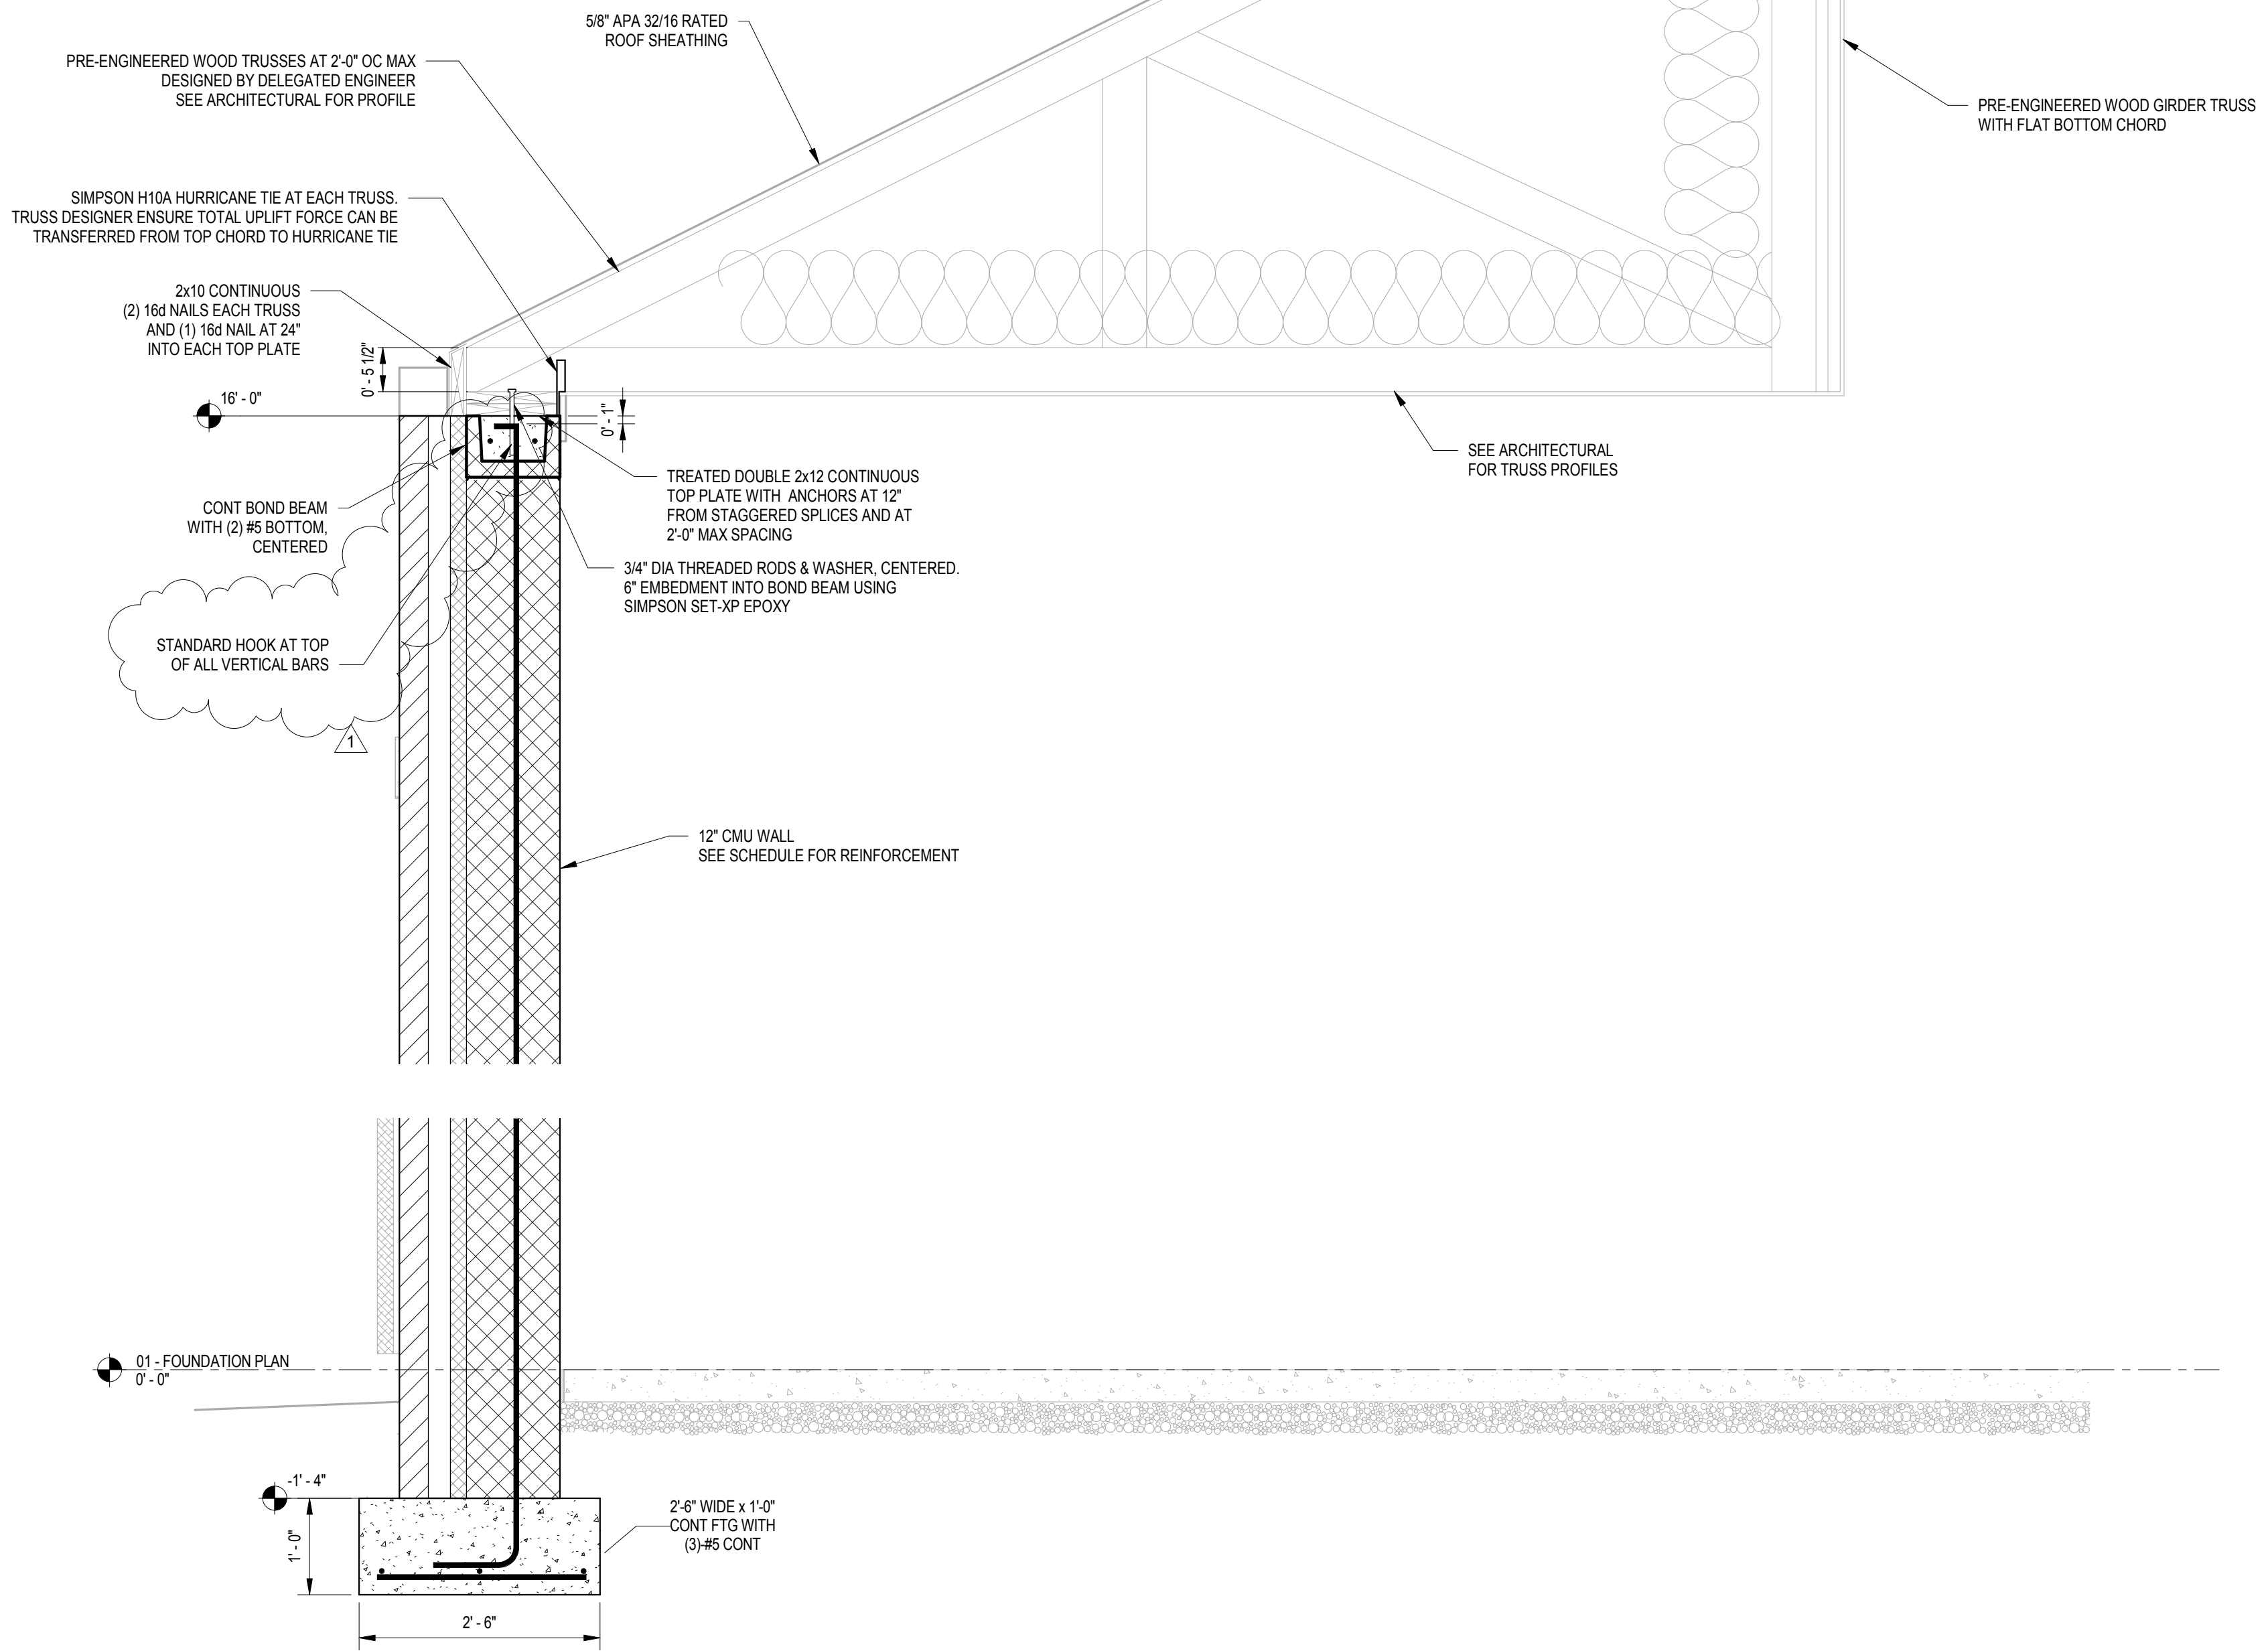 5/8" APA 32/16 RATED
ROOF SHEATHING
PRE-ENGINEERED WOOD TRUSSES AT 2'-0" OC MAX
DESIGNED BY DELEGATED ENGINEER
SEE ARCHITECTURAL FOR PROFILE
PRE-ENGINEERED WOOD GIRDER TRUSS
WITH FLAT BOTTOM CHORD
SIMPSON H10A HURRICANE TIE AT EACH TRUSS.
TRUSS DESIGNER ENSURE TOTAL UPLIFT FORCE CAN BE
TRANSFERRED FROM TOP CHORD TO HURRICANE TIE
2x10 CONTINUOUS
(2) 16d NAILS EACH TRUSS
AND (1) 16d NAIL AT 24"
INTO EACH TOP PLATE
0' - 5 1/2"
16' - 0"
0' - 1"
SEE ARCHITECTURAL
FOR TRUSS PROFILES
TREATED DOUBLE 2x12 CONTINUOUS
TOP PLATE WITH ANCHORS AT 12"
FROM STAGGERED SPLICES AND AT
2'-0" MAX SPACING
CONT BOND BEAM
WITH (2) #5 BOTTOM,
CENTERED
3/4" DIA THREADED RODS & WASHER, CENTERED.
6" EMBEDMENT INTO BOND BEAM USING
SIMPSON SET-XP EPOXY
STANDARD HOOK AT TOP
OF ALL VERTICAL BARS
1
12" CMU WALL
SEE SCHEDULE FOR REINFORCEMENT
01 - FOUNDATION PLAN
0' - 0"
-1' - 4"
1' - 0"
2'-6" WIDE x 1'-0"
CONT FTG WITH
(3)-#5 CONT
2' - 6"